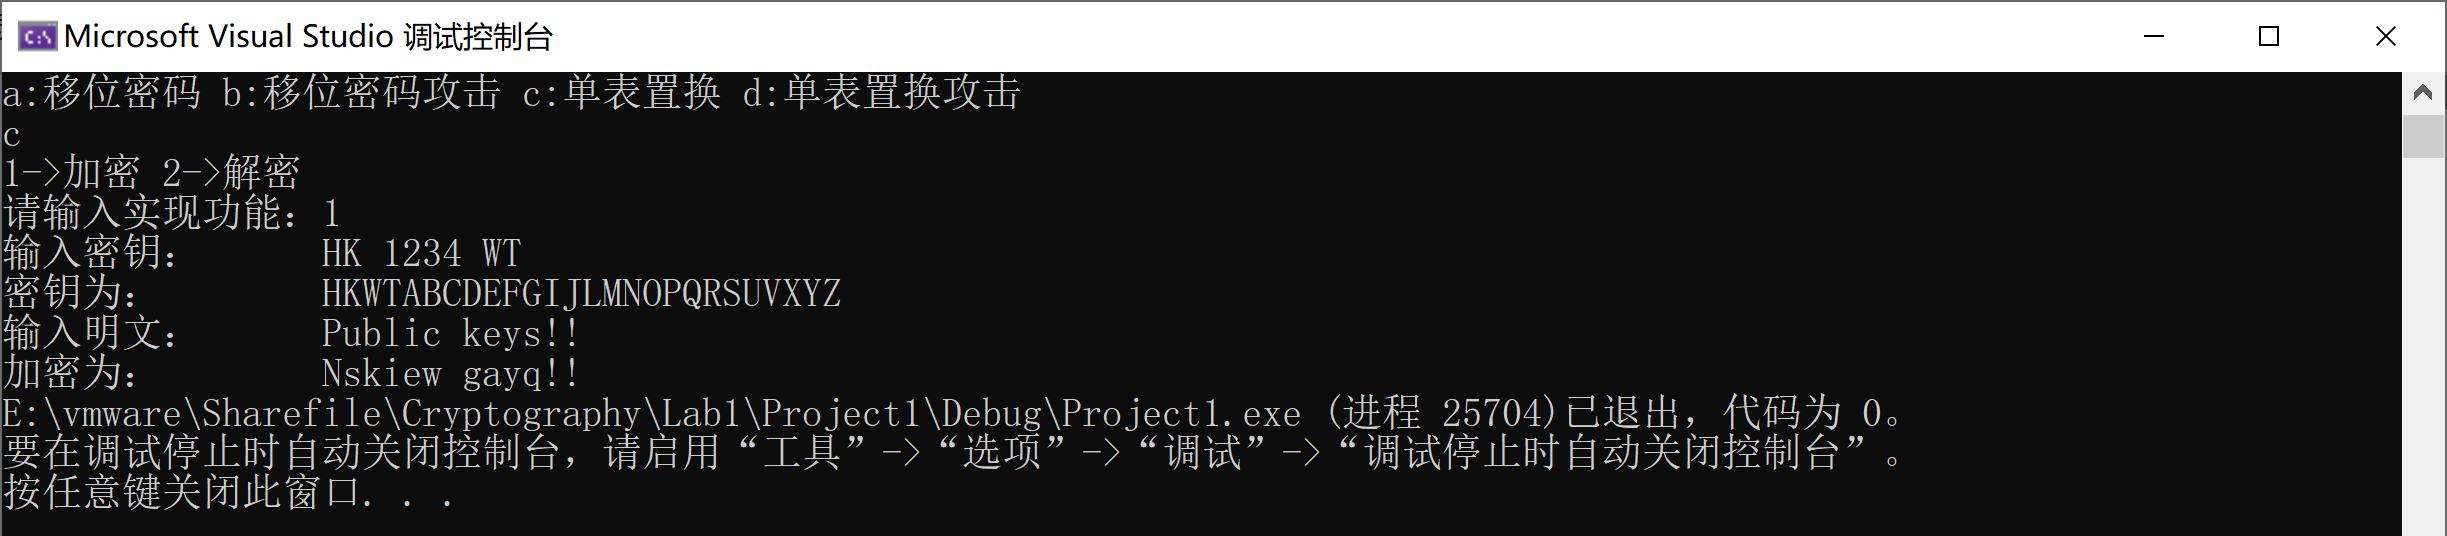 Microsoft Visual Studio 调试控制台
a:移位密码 b:移位密码攻击 c:单表置换 d:单表置换攻击
c
1->加密 2->解密
请输入实现功能：1
输入密钥：      HK 1234 WT
密钥为：        HKWTABCDEFGIJLMNOPQRSUVXYZ
输入明文：      Public keys!!
加密为：        Nskiew gayq!!
E:\vmware\Sharefile\Cryptography\Lab1\Project1\Debug\Project1.exe (进程 25704)已退出，代码为 0。
要在调试停止时自动关闭控制台，请启用“工具”->“选项”->“调试”->“调试停止时自动关闭控制台”。
按任意键关闭此窗口. . .